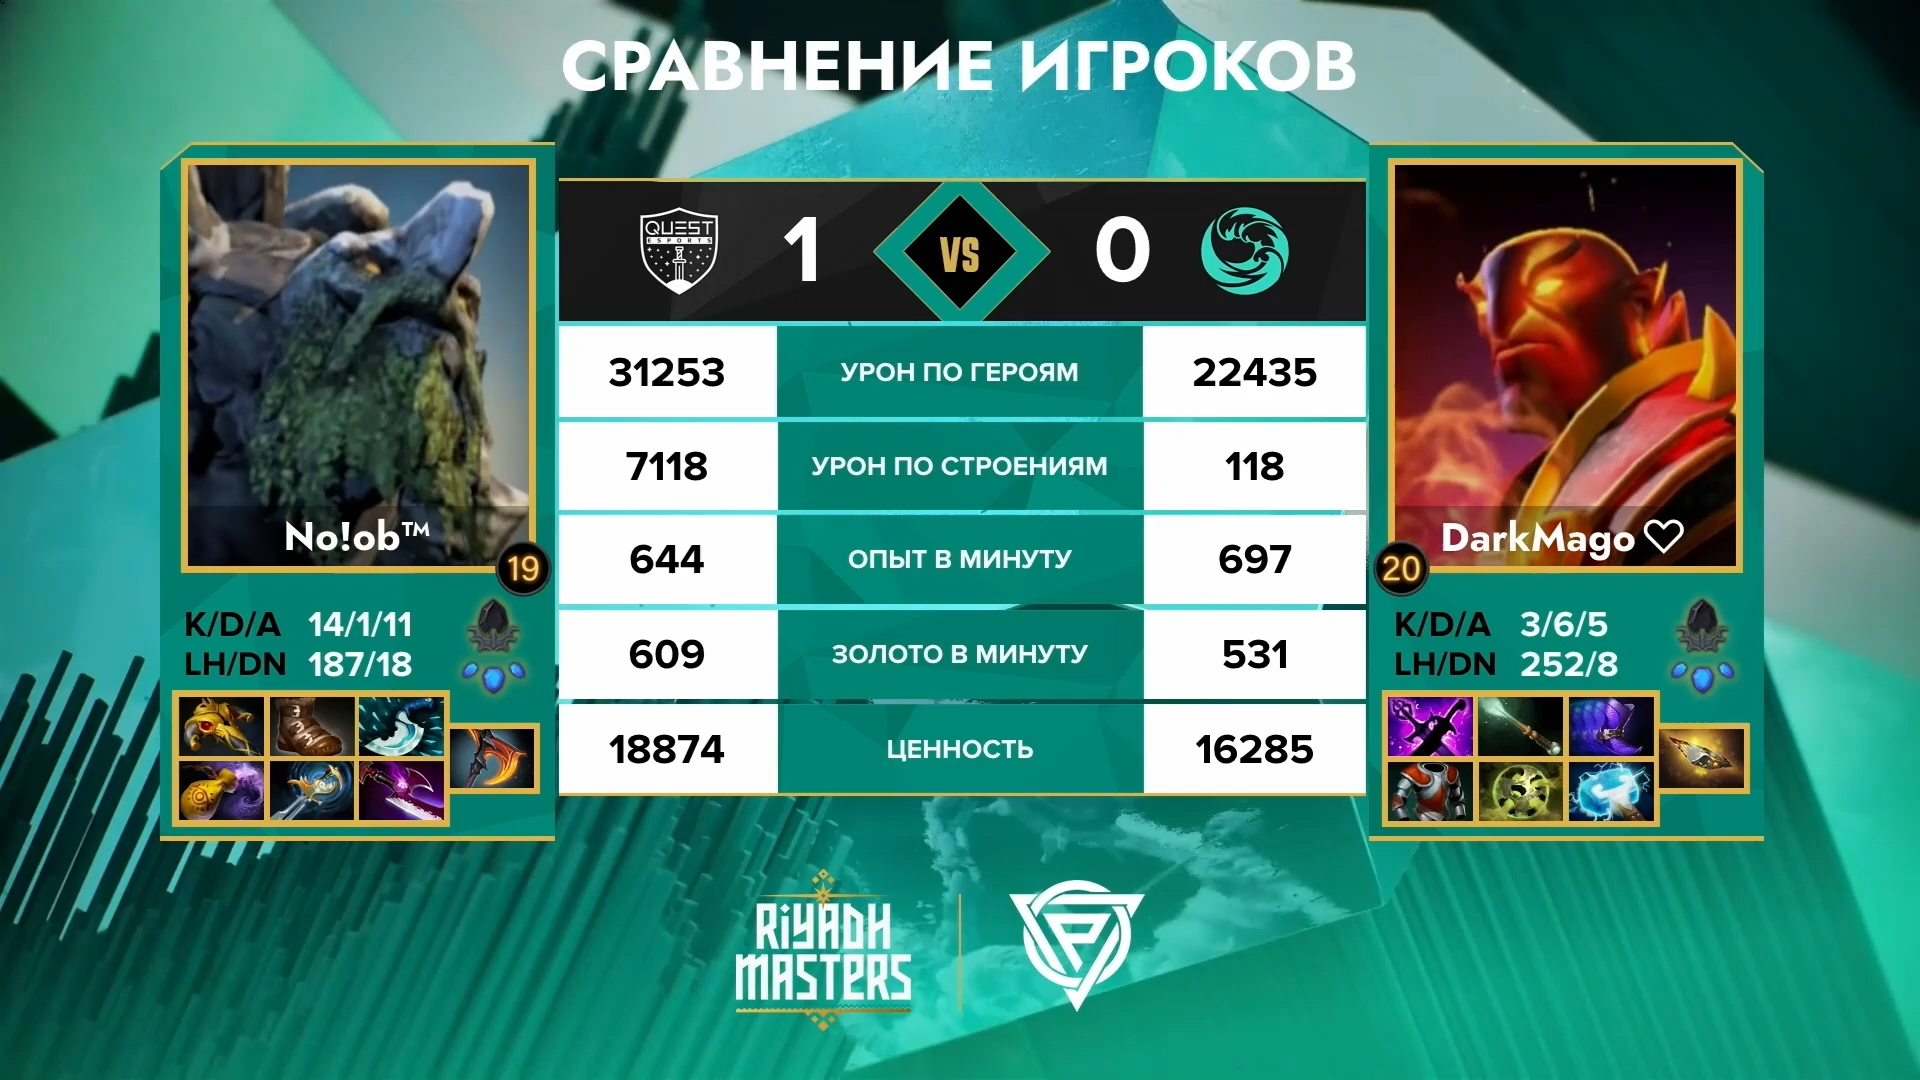 СРАВНЕНИЕ ИГРОКОВ
QUEST
ESPORTS
1
VS
0
31253 УРОН ПО ГЕРОЯМ 22435
7118 УРОН ПО СТРОЕНИЯМ 118
644 ОПЫТ В МИНУТУ 697
609 ЗОЛОТО В МИНУТУ 531
18874 ЦЕННОСТЬ 16285
No!ob™
19
K/D/A 14/1/11
LH/DN 187/18
DarkMago♡
20
K/D/A 3/6/5
LH/DN 252/8
RiYADH
MASTERS